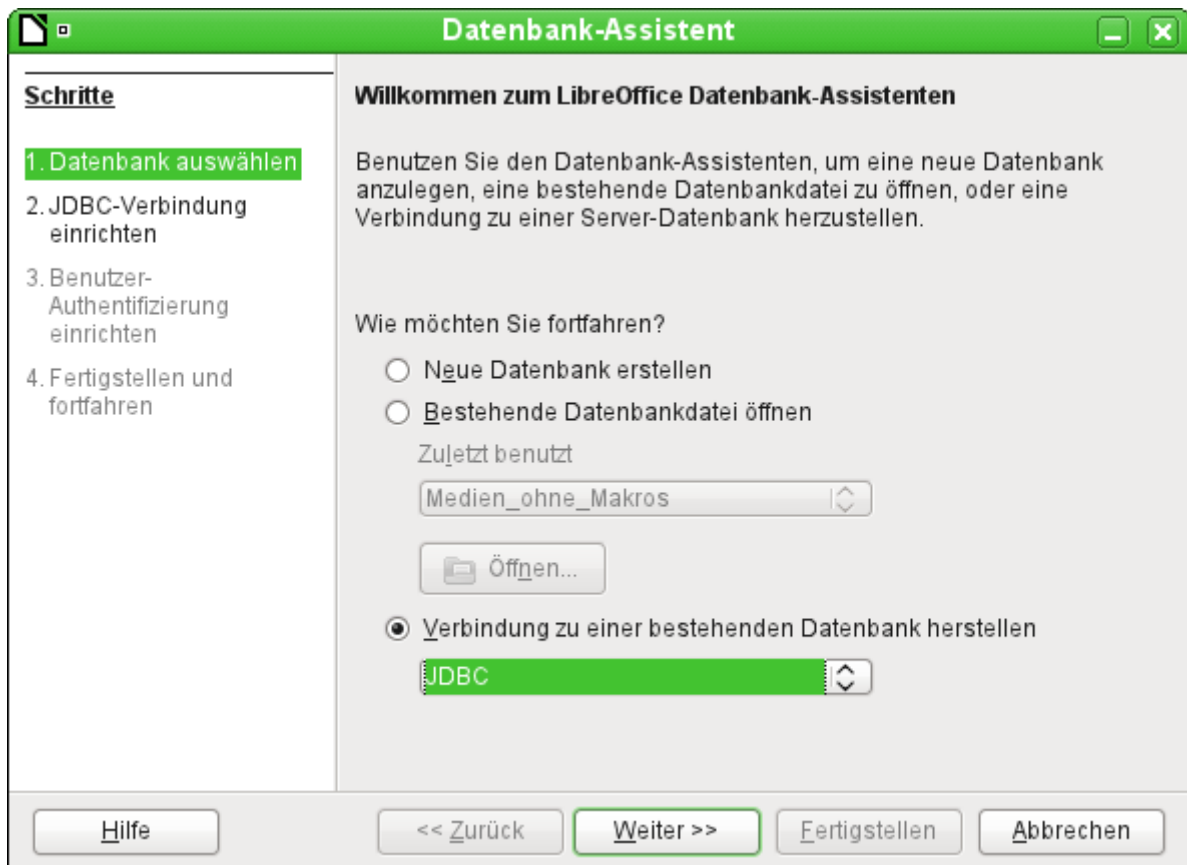 Datenbank-Assistent
Schritte
1. Datenbank auswählen
2. JDBC-Verbindung
einrichten
3. Benutzer-
Authentifizierung
einrichten
4. Fertigstellen und
fortfahren
Willkommen zum LibreOffice Datenbank-Assistenten
Benutzen Sie den Datenbank-Assistenten, um eine neue Datenbank
anzulegen, eine bestehende Datenbankdatei zu öffnen, oder eine
Verbindung zu einer Server-Datenbank herzustellen.
Wie möchten Sie fortfahren?
Neue Datenbank erstellen
Bestehende Datenbankdatei öffnen
Zuletzt benutzt
Medien_ohne_Makros
Öffnen...
Verbindung zu einer bestehenden Datenbank herstellen
JDBC
Hilfe
<< Zurück
Weiter >>
Fertigstellen
Abbrechen